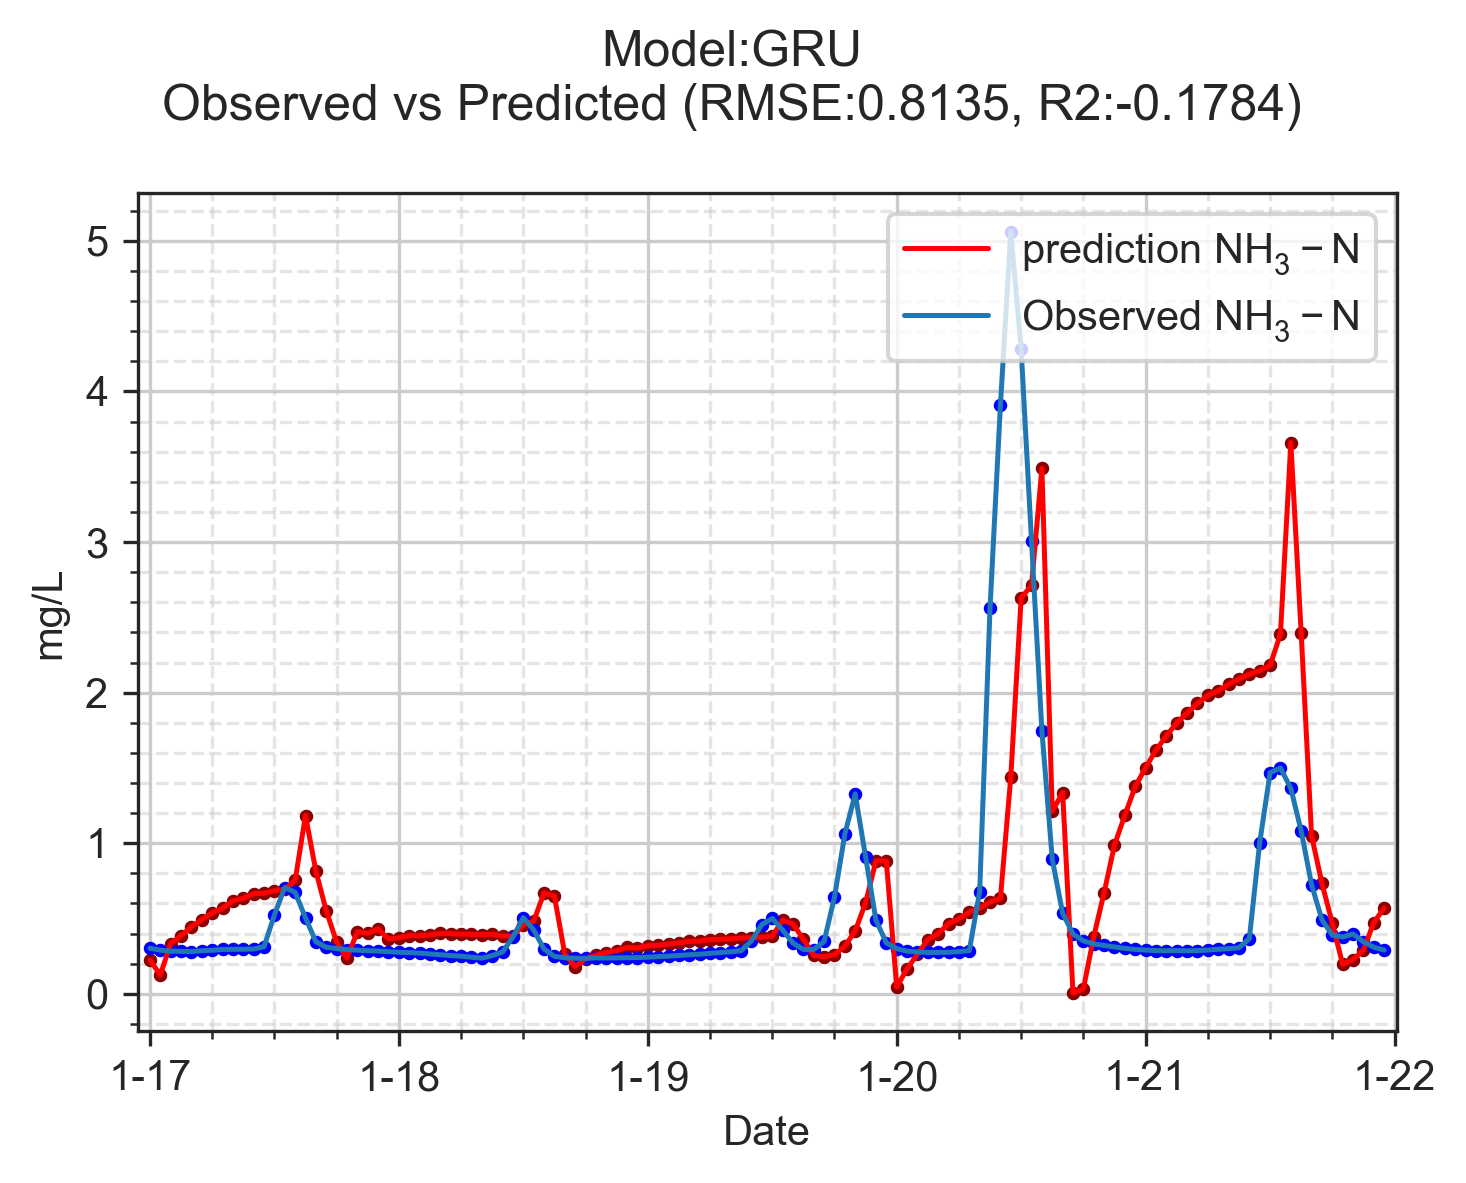 Model:GRU
Observed vs Predicted (RMSE:0.8135, R2:-0.1784)
prediction NH₃ − N
Observed NH₃ − N
5
4
3
2
1
0
mg/L
1-17 1-18 1-19 1-20 1-21 1-22
Date